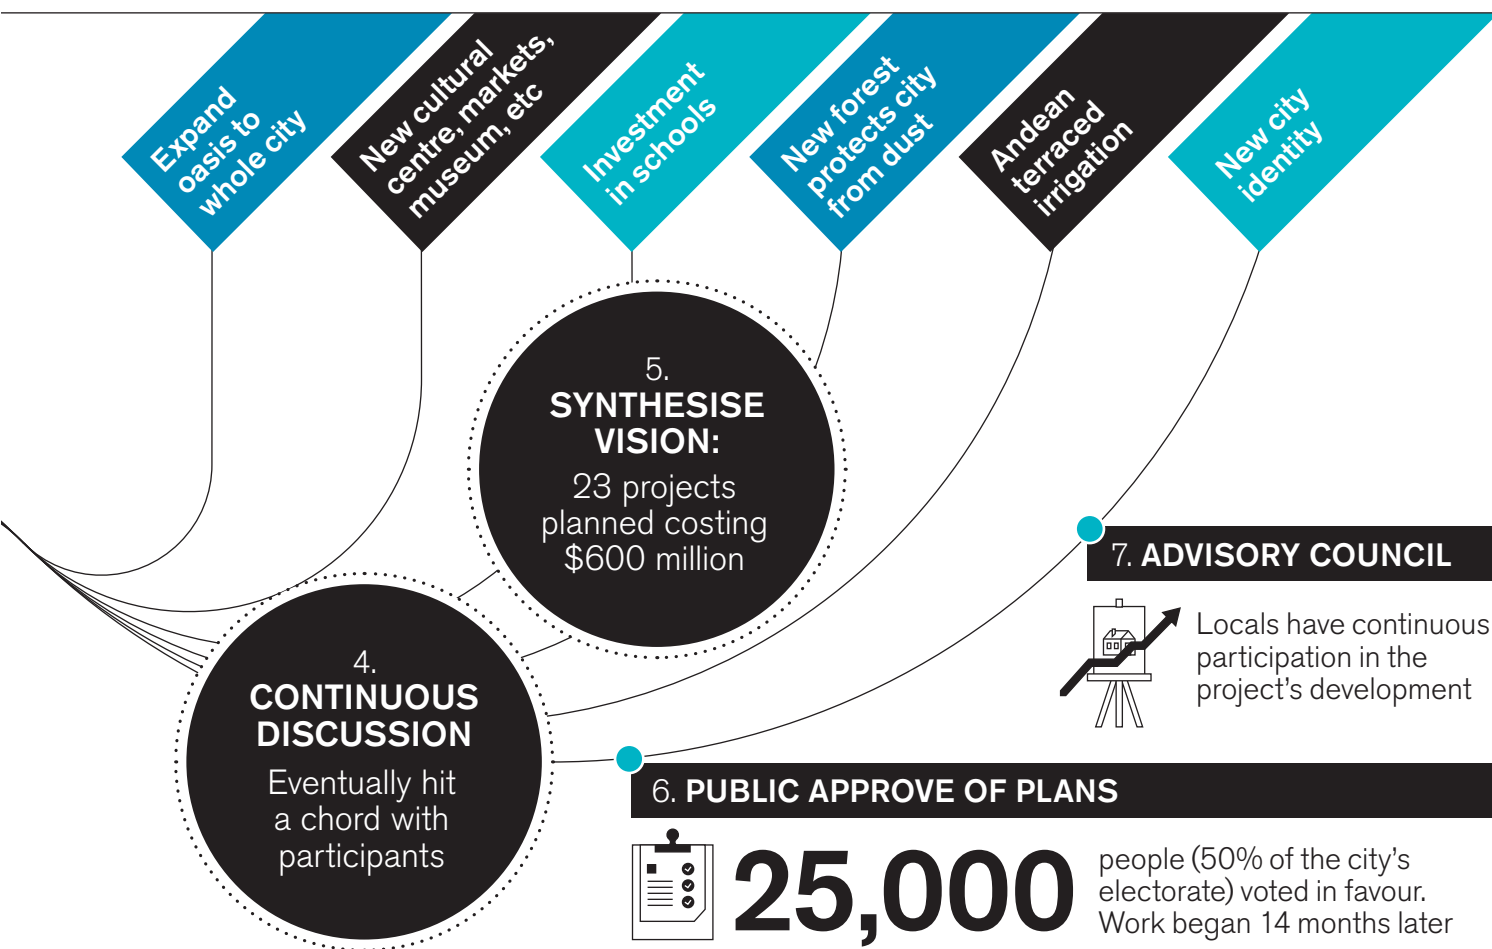 Expand
oasis to
whole city
New cultural
centre, markets,
museum, etc
Investment
in schools
New forest
protects city
from dust
Andean
terraced
irrigation
New city
identity
5.
SYNTHESISE
VISION:
23 projects
planned costing
$600 million
4.
CONTINUOUS
DISCUSSION
Eventually hit
a chord with
participants
7. ADVISORY COUNCIL
Locals have continuous
participation in the
project’s development
6. PUBLIC APPROVE OF PLANS
25,000
people (50% of the city’s
electorate) voted in favour.
Work began 14 months later